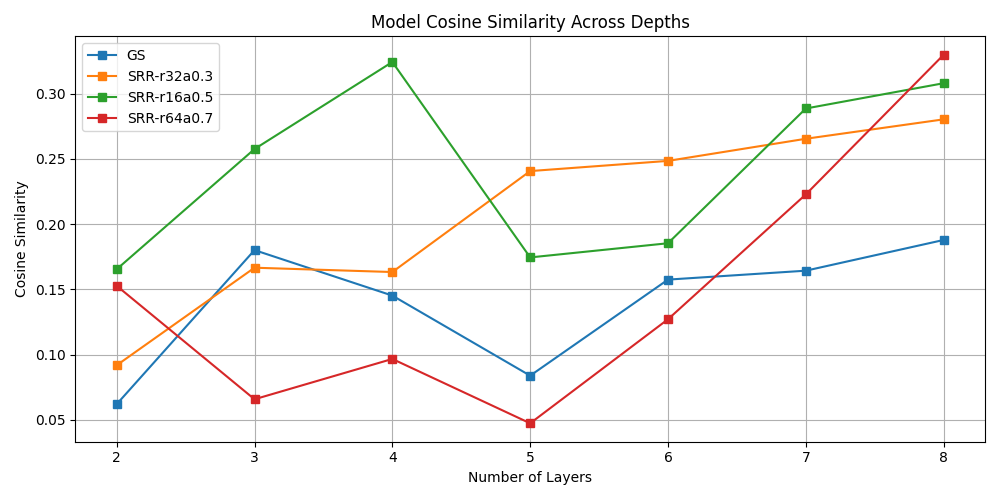 Model Cosine Similarity Across Depths
GS
SRR-r32a0.3
SRR-r16a0.5
SRR-r64a0.7
Cosine Similarity
0.30
0.25
0.20
0.15
0.10
0.05
2 3 4 5 6 7 8
Number of Layers